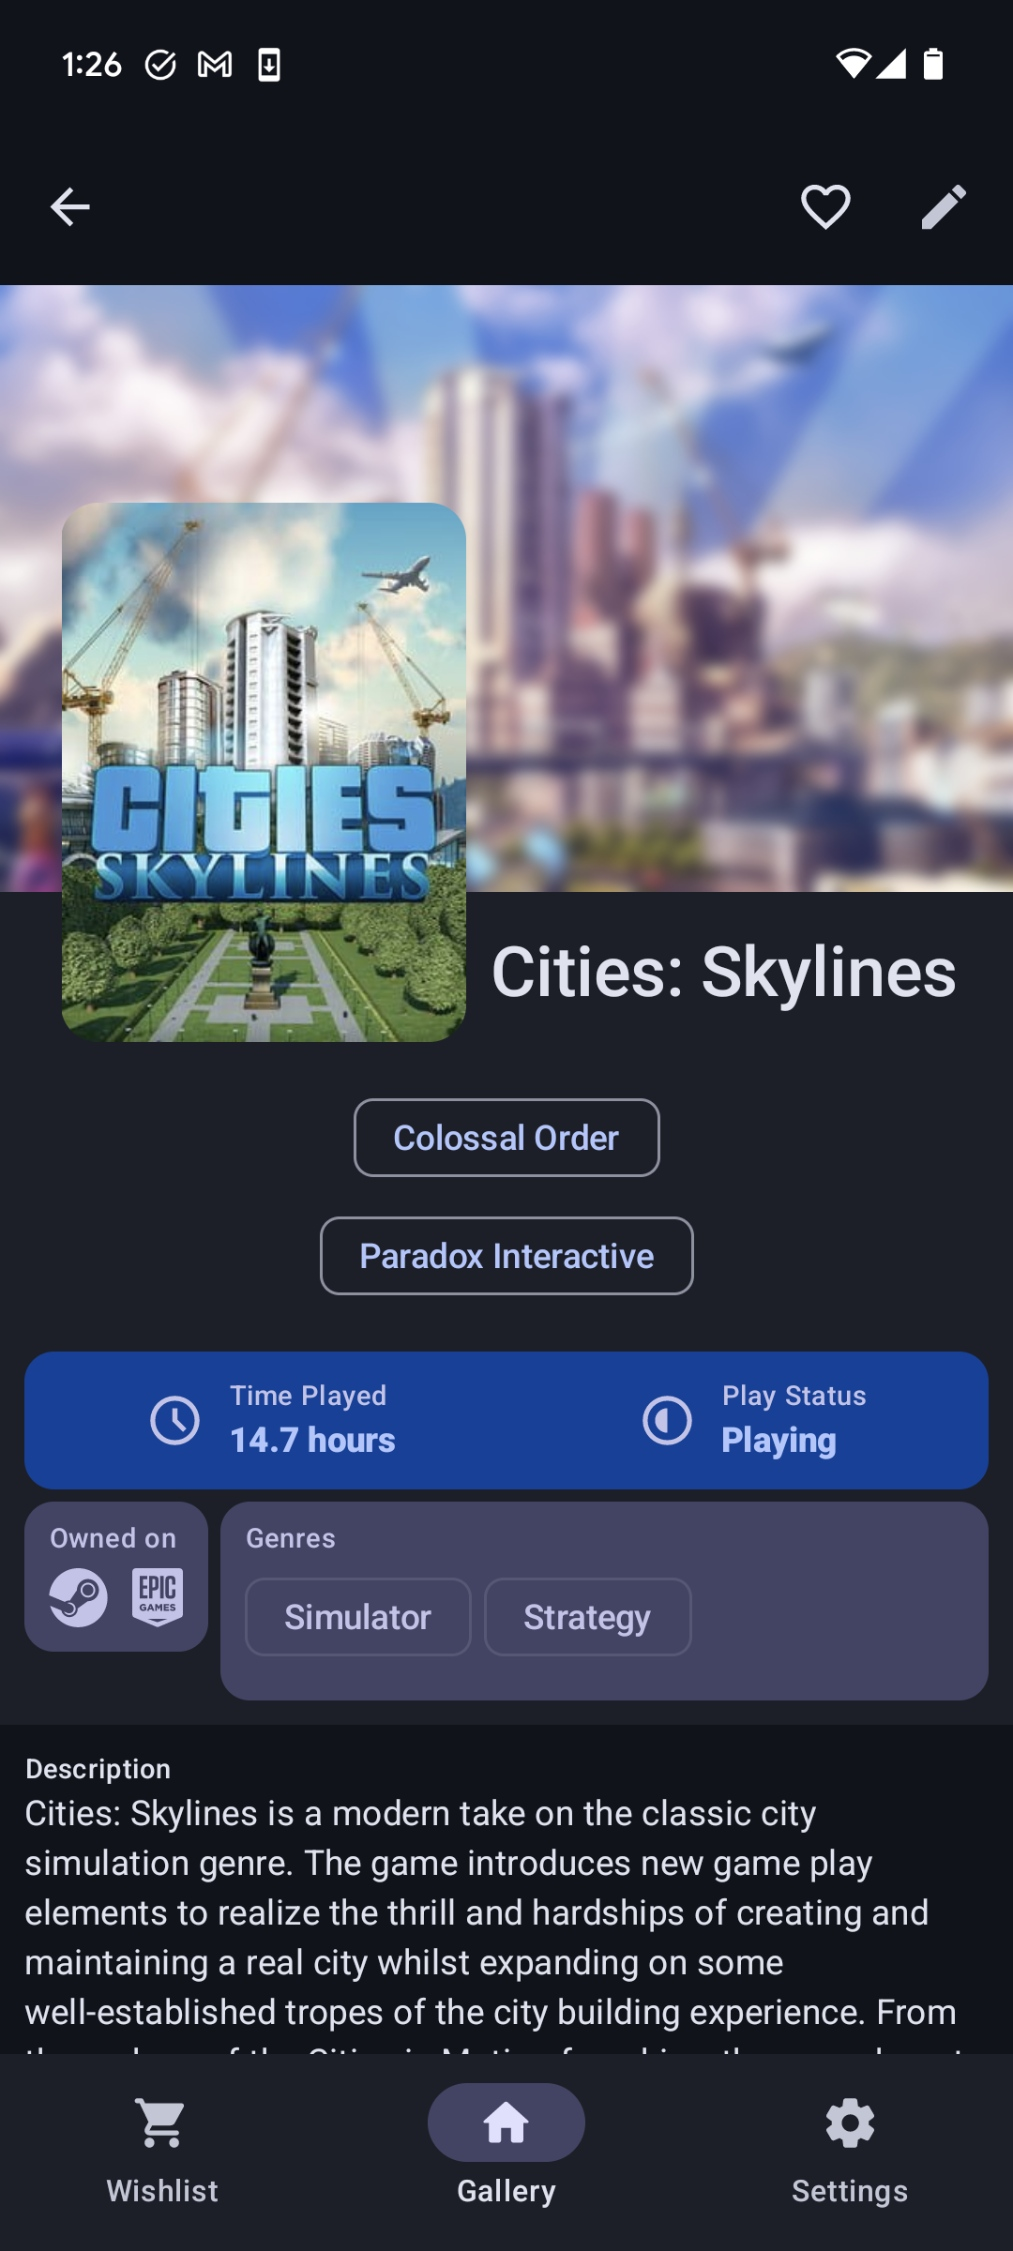 1:26
CITIES
SKYLINES
Cities: Skylines
Colossal Order
Paradox Interactive
Time Played
14.7 hours
Play Status
Playing
Owned on
EPIC
GAMES
Genres
Simulator
Strategy
Description
Cities: Skylines is a modern take on the classic city
simulation genre. The game introduces new game play
elements to realize the thrill and hardships of creating and
maintaining a real city whilst expanding on some
well-established tropes of the city building experience. From
Wishlist
Gallery
Settings